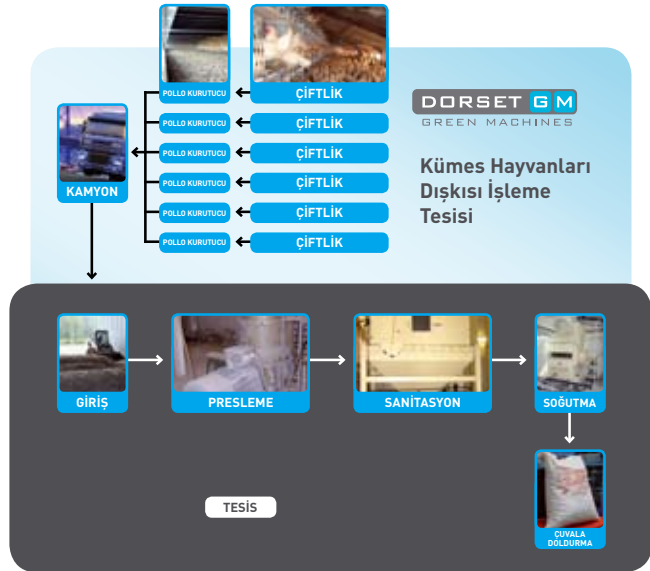 POLLO KURUTUCU
ÇİFTLİK
POLLO KURUTUCU
ÇİFTLİK
POLLO KURUTUCU
ÇİFTLİK
POLLO KURUTUCU
ÇİFTLİK
POLLO KURUTUCU
ÇİFTLİK
POLLO KURUTUCU
ÇİFTLİK
DORSET GM
GREEN MACHINES
Kümes Hayvanları
Dışkısı İşleme
Tesisi
KAMYON
GİRİŞ
PRESLEME
SANİTASYON
SOĞUTMA
TESİS
ÇUVALA
DOLDURMA